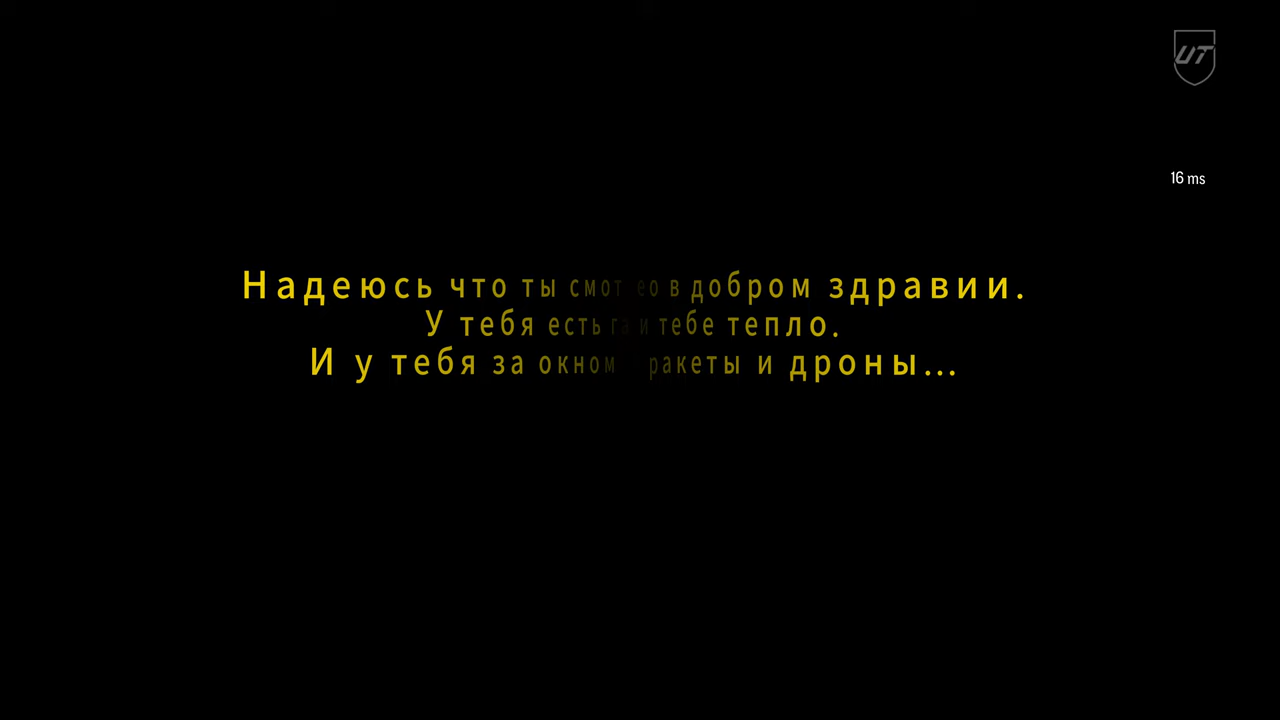 UT
16 ms
Надеюсь что ты в добром здравии.
У тебя есть и тебе тепло.
И у тебя за окном ракеты и дроны...